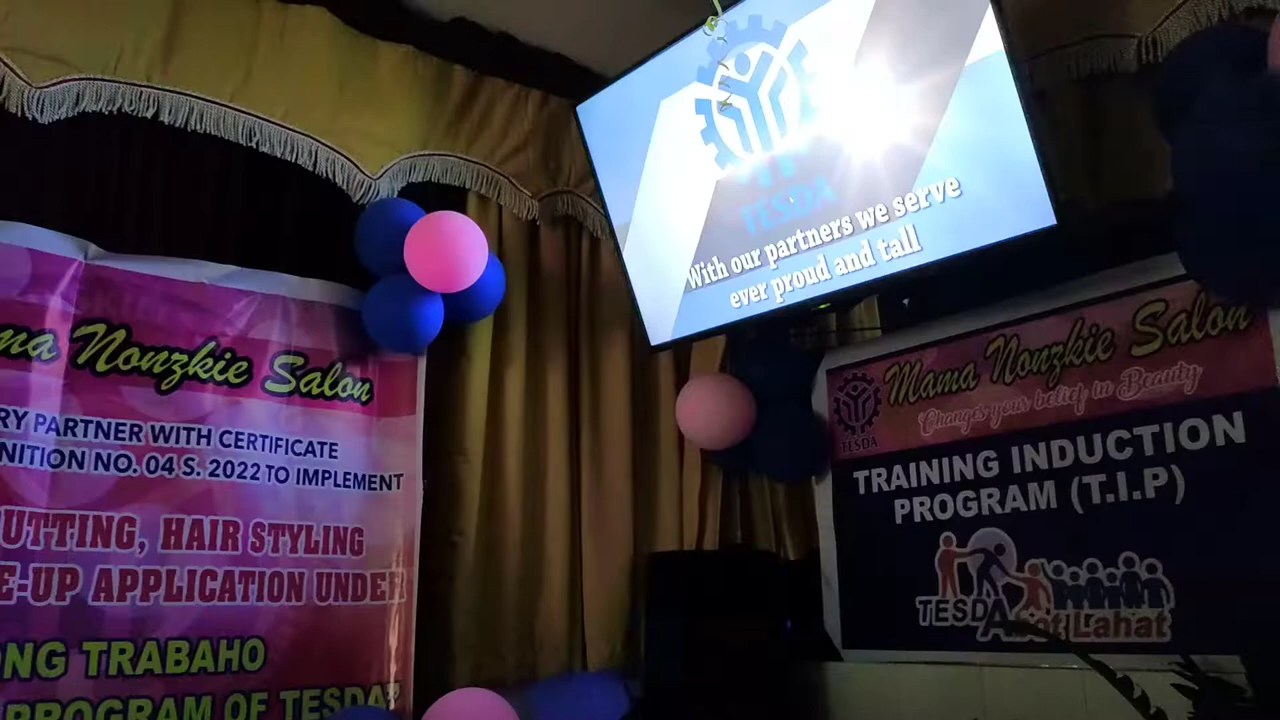 ma Nonzkie Salon
RY PARTNER WITH CERTIFICATE
NITION NO. 04 S. 2022 TO IMPLEMENT
UTTING, HAIR STYLING
E-UP APPLICATION UNDER
ONG TRABAHO
PROGRAM OF TESDA"
TESDA
With our partners we serve
ever proud and tall
Mama Nonzkie Salon
Changes your belief in Beauty
TESDA
TRAINING INDUCTION
PROGRAM (T.I.P)
TESDA
Lahat